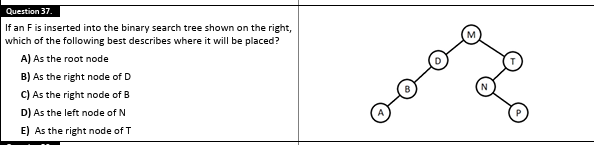 Question 37.
If an F is inserted into the binary search tree shown on the right,
which of the following best describes where it will be placed?
A) As the root node
B) As the right node of D
C) As the right node of B
D) As the left node of N
E) As the right node of T
M
D
T
B
N
A
P